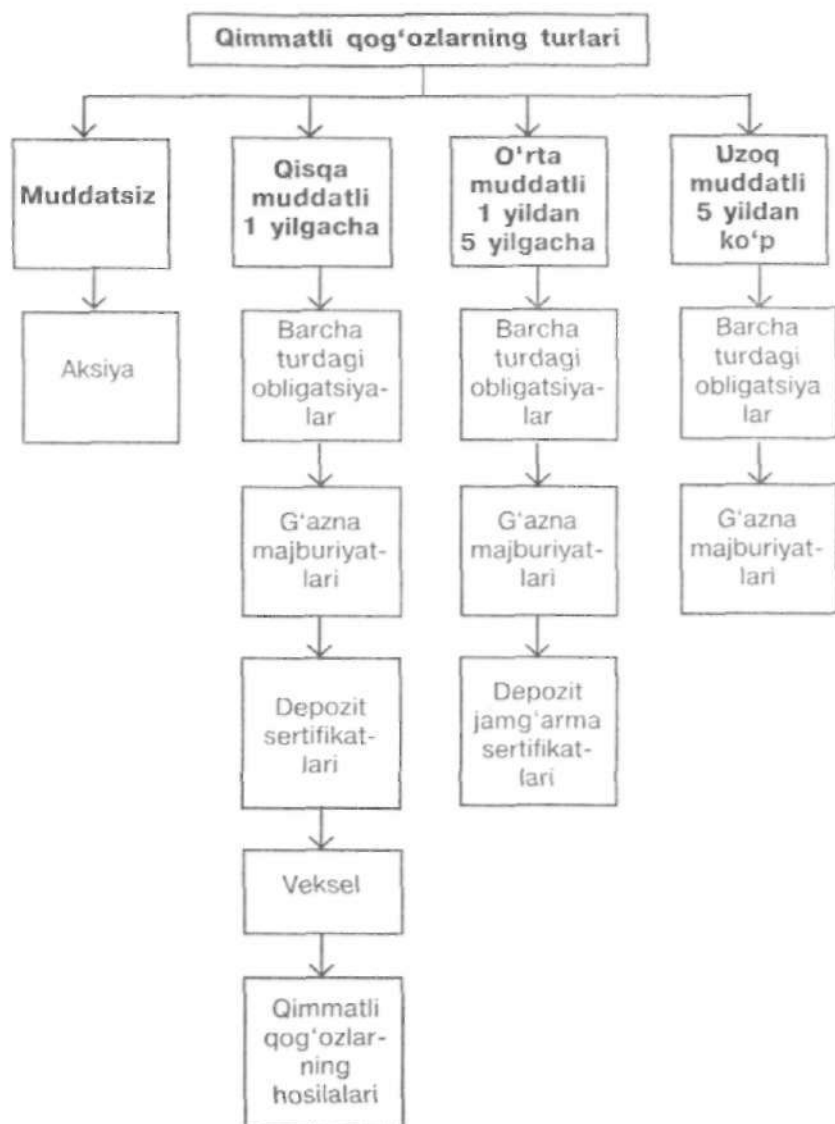 Qimmatli qog‘ozlarning turlari
Muddatsiz
Qisqa
muddatli
1 yilgacha
O'rta
muddatli
1 yildan
5 yilgacha
Uzoq
muddatli
5 yildan
ko‘p
Aksiya
Barcha
turdagi
obligatsiya-
lar
Barcha
turdagi
obligatsiya-
lar
Barcha
turdagi
obligatsiya
lar
G‘azna
majburiyat-
lari
G‘azna
majburiyat-
lari
G‘azna
majburiyat-
lari
Depozit
sertifikat-
lari
Depozit
jamg‘arma
sertifikat-
lari
Veksel
Qimmatli
qog‘ozlar-
ning
hosilalari